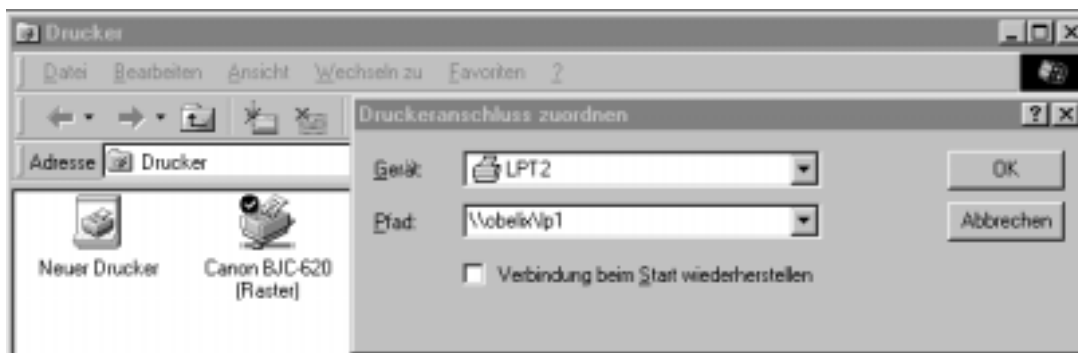 Drucker
Datei Bearbeiten Ansicht Wechseln zu Favoriten ?
Druckeranschluss zuordnen
Adresse Drucker
Gerät: LPT2 OK
Pfad: \\obelix\lp1 Abbrechen
Verbindung beim Start wiederherstellen
Neuer Drucker
Canon BJC-620
(Raster)